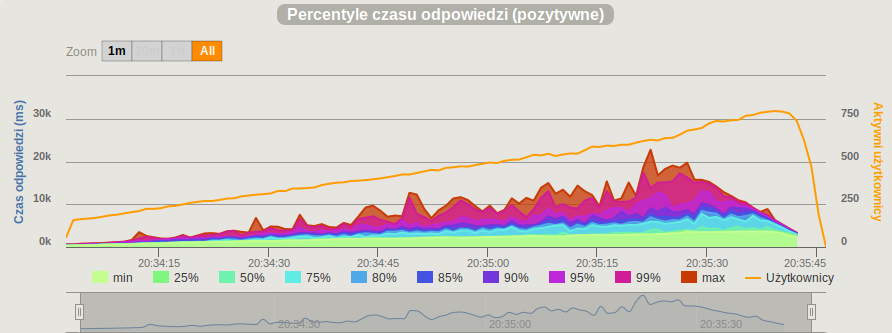 Percentyle czasu odpowiedzi (pozytywne)
Zoom 1m 10m 1h All
Czas odpowiedzi (ms)
30k
20k
10k
0k
750
500
250
0
Aktywni użytkownicy
20:34:15 20:34:30 20:34:45 20:35:00 20:35:15 20:35:30 20:35:45
min 25% 50% 75% 80% 85% 90% 95% 99% max Użytkownicy
20:34:30 20:35:00 20:35:30